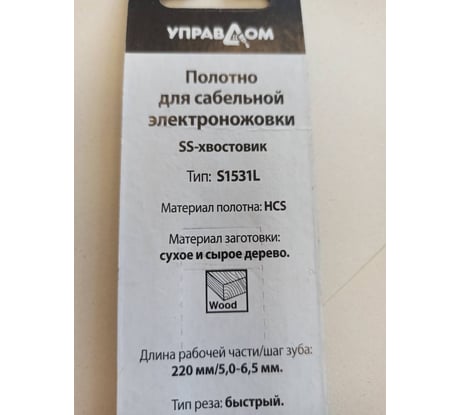 УПРАВДОМ
Полотно
для сабельной
электроножовки
SS-хвостовик
Тип: S1531L
Материал полотна: HCS
Материал заготовки:
сухое и сырое дерево.
Wood
Длина рабочей части/шаг зуба:
220 мм/5,0-6,5 мм.
Тип реза: быстрый.